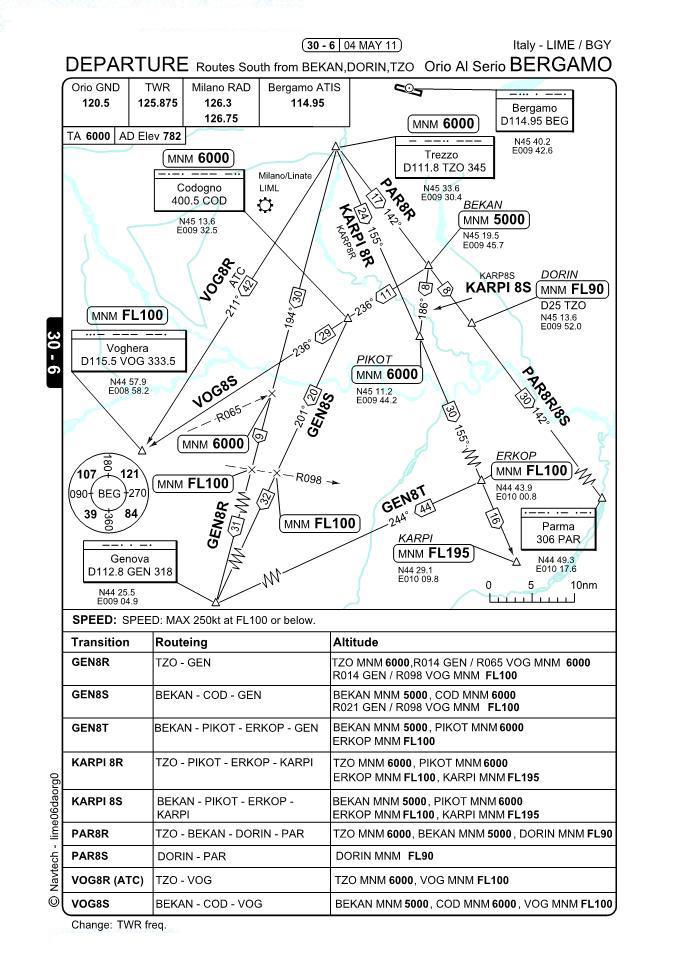 30 - 6 04 MAY 11
Italy - LIME / BGY
DEPARTURE Routes South from BEKAN,DORIN,TZO Orio Al Serio BERGAMO
Orio GND
120.5
TWR
125.875
Milano RAD
126.3
126.75
Bergamo ATIS
114.95
TA 6000 AD Elev 782
Bergamo
D114.95 BEG
N45 40.2
E009 42.6
MNM 6000
Trezzo
D111.8 TZO 345
N45 33.6
E009 30.4
MNM 6000
Codogno
400.5 COD
N45 13.6
E009 32.5
Milano/Linate
LIML
BEKAN
MNM 5000
N45 19.5
E009 45.7
PAR8R
17
142°
24
155°
KARPI 8R
KARP8R
VOG8R
ATC
211°
42
194°
30
236°
11
186°
8
8
KARP8S
KARPI 8S
DORIN
MNM FL90
D25 TZO
N45 13.6
E009 52.0
30 - 6
MNM FL100
Voghera
D115.5 VOG 333.5
N44 57.9
E008 58.2
236°
29
PIKOT
MNM 6000
N45 11.2
E009 44.2
VOG8S
R065
201°
20
GEN8S
PAR8R/8S
30
142°
30
155°
MNM 6000
9
MNM FL100
R098
MNM FL100
180
107 121
090 BEG 270
39 84
360
ERKOP
MNM FL100
N44 43.9
E010 00.8
GEN8R
31
32
GEN8T
244°
44
16
Parma
306 PAR
N44 49.3
E010 17.6
KARPI
MNM FL195
N44 29.1
E010 09.8
Genova
D112.8 GEN 318
N44 25.5
E009 04.9
0 5 10nm
SPEED: SPEED: MAX 250kt at FL100 or below.
Transition Routeing Altitude
GEN8R TZO - GEN TZO MNM 6000,R014 GEN / R065 VOG MNM 6000
R014 GEN / R098 VOG MNM FL100
GEN8S BEKAN - COD - GEN BEKAN MNM 5000, COD MNM 6000
R021 GEN / R098 VOG MNM FL100
GEN8T BEKAN - PIKOT - ERKOP - GEN BEKAN MNM 5000, PIKOT MNM 6000
ERKOP MNM FL100
KARPI 8R TZO - PIKOT - ERKOP - KARPI TZO MNM 6000, PIKOT MNM 6000
ERKOP MNM FL100, KARPI MNM FL195
KARPI 8S BEKAN - PIKOT - ERKOP - KARPI BEKAN MNM 5000, PIKOT MNM 6000
ERKOP MNM FL100, KARPI MNM FL195
PAR8R TZO - BEKAN - DORIN - PAR TZO MNM 6000, BEKAN MNM 5000, DORIN MNM FL90
PAR8S DORIN - PAR DORIN MNM FL90
VOG8R (ATC) TZO - VOG TZO MNM 6000, VOG MNM FL100
VOG8S BEKAN - COD - VOG BEKAN MNM 5000, COD MNM 6000, VOG MNM FL100
© Navtech - lime06daorg0
Change: TWR freq.